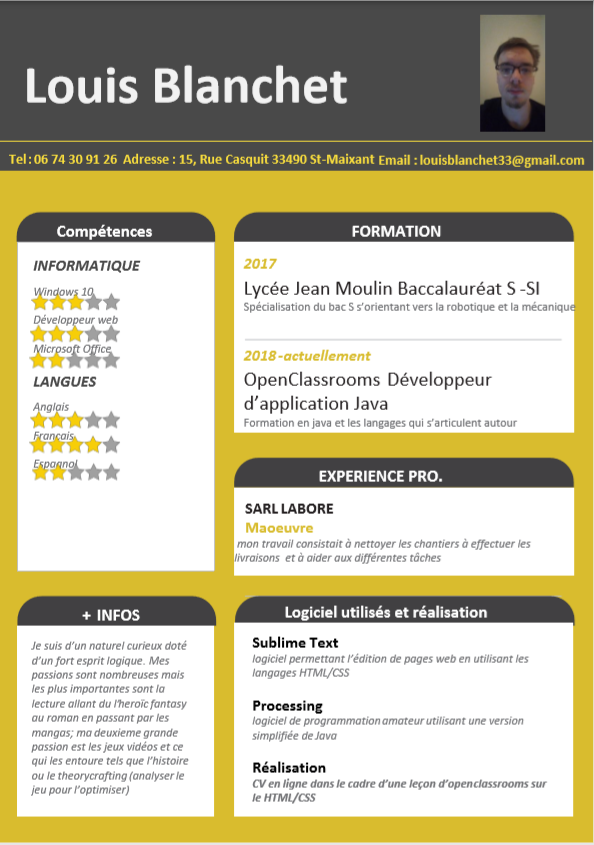 Louis Blanchet
Tel : 06 74 30 91 26 Adresse : 15, Rue Casquit 33490 St-Maixant Email : louisblanchet33@gmail.com
Compétences
INFORMATIQUE
Windows 10
Développeur web
Microsoft Office
LANGUES
Anglais
Français
Espagnol
FORMATION
2017
Lycée Jean Moulin Baccalauréat S -SI
Spécialisation du bac S s’orientant vers la robotique et la mécanique
2018-actuellement
OpenClassrooms Développeur
d’application Java
Formation en java et les langages qui s’articulent autour
EXPERIENCE PRO.
SARL LABORE
Maoeuvre
mon travail consistait à nettoyer les chantiers à effectuer les
livraisons et à aider aux différentes tâches
+ INFOS
Je suis d’un naturel curieux doté
d’un fort esprit logique. Mes
passions sont nombreuses mais
les plus importantes sont la
lecture allant du l’heroïc fantasy
au roman en passant par les
mangas; ma deuxieme grande
passion est les jeux vidéos et ce
qui les entoure tels que l’histoire
ou le theorycrafting (analyser le
jeu pour l’optimiser)
Logiciel utilisés et réalisation
Sublime Text
logiciel permettant l’édition de pages web en utilisant les
langages HTML/CSS
Processing
logiciel de programmation amateur utilisant une version
simplifiée de Java
Réalisation
CV en ligne dans le cadre d’une leçon d’openclassrooms sur
le HTML/CSS